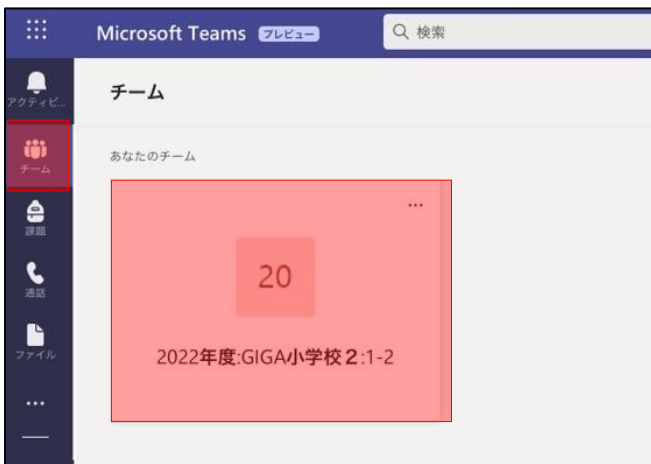 Microsoft Teams プレビュー
検索
アクティビ...
チーム
課題
通話
ファイル
...
チーム
あなたのチーム
...
20
2022年度:GIGA小学校２:1-2